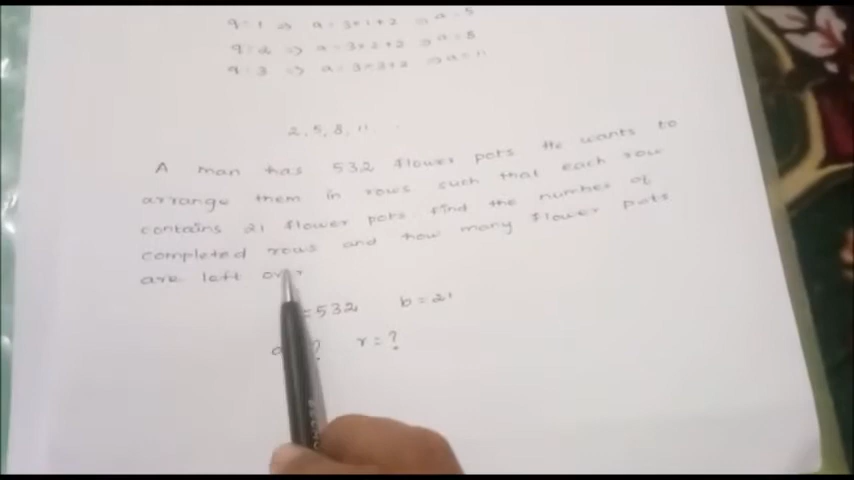 q = 1 ⇒ a = 3×1+2 ⇒ a = 5
q = 2 ⇒ a = 3×2+2 ⇒ a = 8
q = 3 ⇒ a = 3×3+2 ⇒ a = 11
2, 5, 8, 11, . .
A man has 532 flower pots He wants to
arrange them in rows such that each row
contains 21 flower pots find the number of
completed rows and how many flower pots
are left over
= 532 b = 21
? r = ?